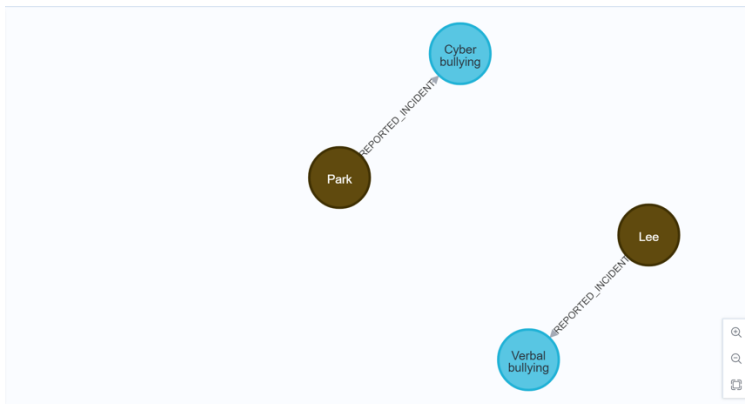 Cyber
bullying
REPORTED_INCIDENT
Park
Lee
REPORTED_INCIDENT
Verbal
bullying